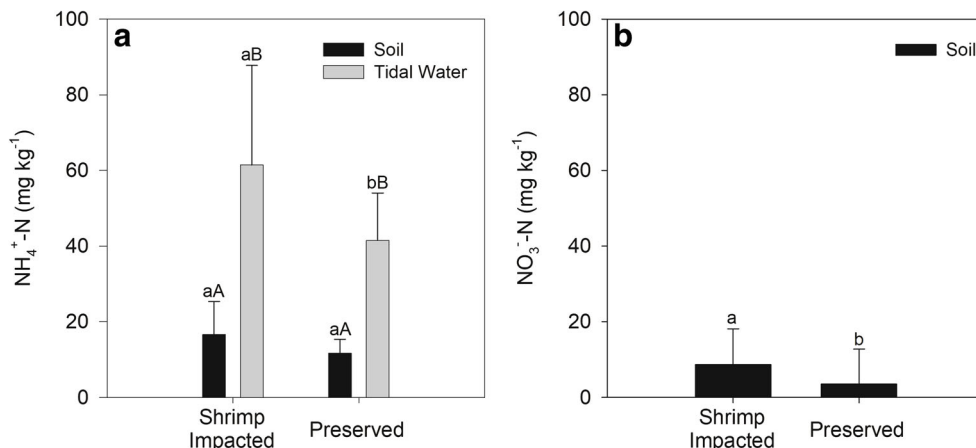 a
NH₄⁺-N (mg kg⁻¹)
100
80
60
40
20
0
Soil
Tidal Water
aB
bB
aA
aA
Shrimp
Impacted
Preserved
b
NO₃⁻-N (mg kg⁻¹)
100
80
60
40
20
0
Soil
a
b
Shrimp
Impacted
Preserved